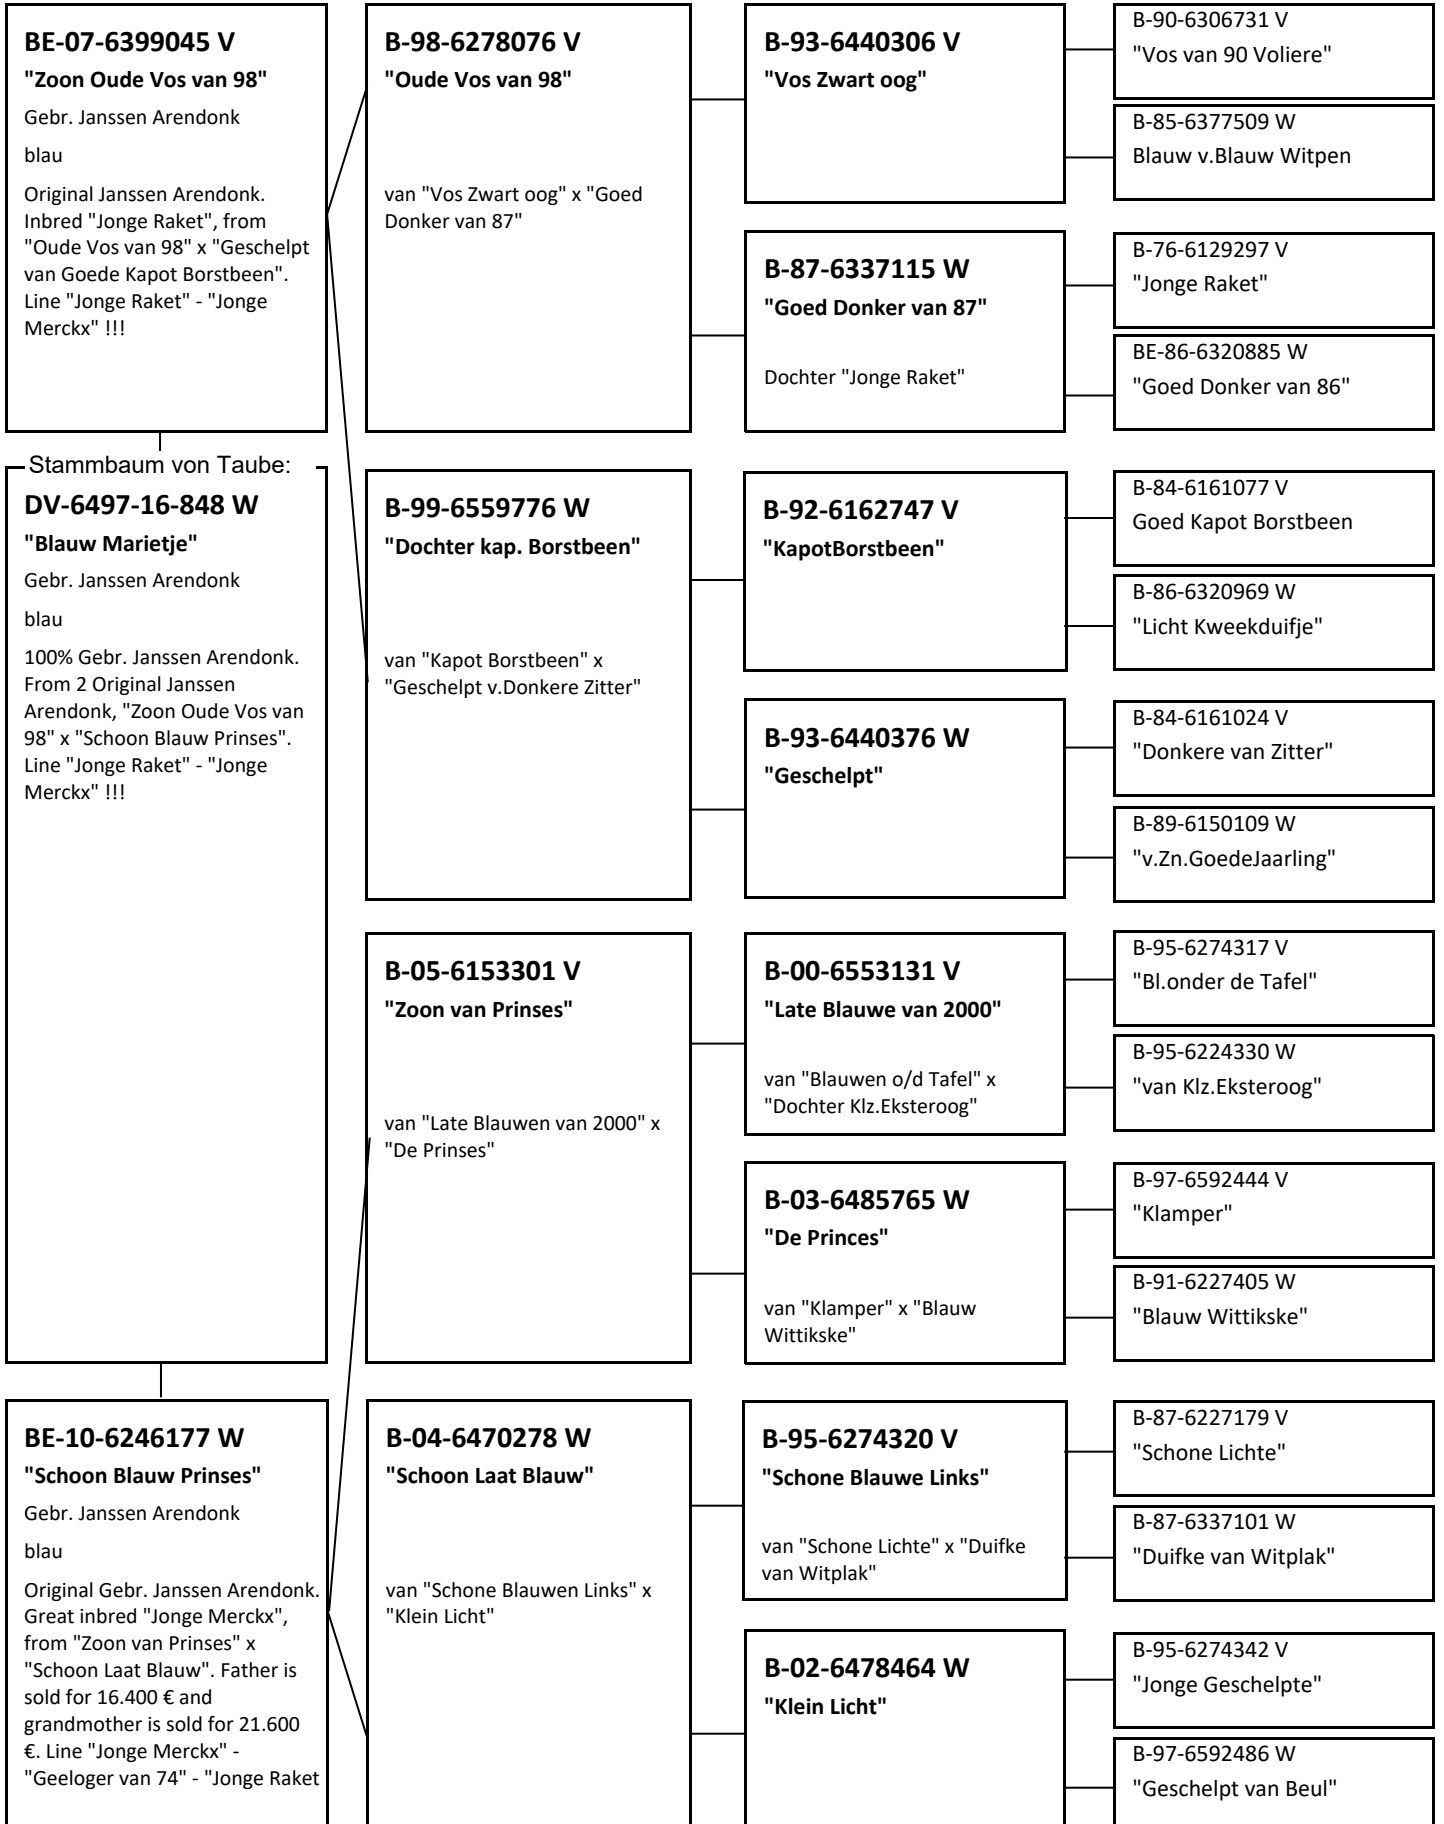 BE-07-6399045 V
"Zoon Oude Vos van 98"
Gebr. Janssen Arendonk
blau
Original Janssen Arendonk.
Inbred "Jonge Raket", from
"Oude Vos van 98" x "Geschelpt
van Goede Kapot Borstbeen".
Line "Jonge Raket" - "Jonge
Merckx" !!!
Stammbaum von Taube:
DV-6497-16-848 W
"Blauw Marietje"
Gebr. Janssen Arendonk
blau
100% Gebr. Janssen Arendonk.
From 2 Original Janssen
Arendonk, "Zoon Oude Vos van
98" x "Schoon Blauw Prinses".
Line "Jonge Raket" - "Jonge
Merckx" !!!
BE-10-6246177 W
"Schoon Blauw Prinses"
Gebr. Janssen Arendonk
blau
Original Gebr. Janssen Arendonk.
Great inbred "Jonge Merckx",
from "Zoon van Prinses" x
"Schoon Laat Blauw". Father is
sold for 16.400 € and
grandmother is sold for 21.600
€. Line "Jonge Merckx" -
"Geeloger van 74" - "Jonge Raket
B-98-6278076 V
"Oude Vos van 98"
van "Vos Zwart oog" x "Goed
Donker van 87"
B-99-6559776 W
"Dochter kap. Borstbeen"
van "Kapot Borstbeen" x
"Geschelpt v.Donkere Zitter"
B-05-6153301 V
"Zoon van Prinses"
van "Late Blauwen van 2000" x
"De Prinses"
B-04-6470278 W
"Schoon Laat Blauw"
van "Schone Blauwen Links" x
"Klein Licht"
B-93-6440306 V
"Vos Zwart oog"
B-87-6337115 W
"Goed Donker van 87"
Dochter "Jonge Raket"
B-92-6162747 V
"KapotBorstbeen"
B-93-6440376 W
"Geschelpt"
B-00-6553131 V
"Late Blauwe van 2000"
van "Blauwen o/d Tafel" x
"Dochter Klz.Eksteroog"
B-03-6485765 W
"De Princes"
van "Klamper" x "Blauw
Wittikske"
B-95-6274320 V
"Schone Blauwe Links"
van "Schone Lichte" x "Duifke
van Witplak"
B-02-6478464 W
"Klein Licht"
B-90-6306731 V
"Vos van 90 Voliere"
B-85-6377509 W
Blauw v.Blauw Witpen
B-76-6129297 V
"Jonge Raket"
BE-86-6320885 W
"Goed Donker van 86"
B-84-6161077 V
Goed Kapot Borstbeen
B-86-6320969 W
"Licht Kweekduifje"
B-84-6161024 V
"Donkere van Zitter"
B-89-6150109 W
"v.Zn.GoedeJaarling"
B-95-6274317 V
"Bl.onder de Tafel"
B-95-6224330 W
"van Klz.Eksteroog"
B-97-6592444 V
"Klamper"
B-91-6227405 W
"Blauw Wittikske"
B-87-6227179 V
"Schone Lichte"
B-87-6337101 W
"Duifke van Witplak"
B-95-6274342 V
"Jonge Geschelpte"
B-97-6592486 W
"Geschelpt van Beul"